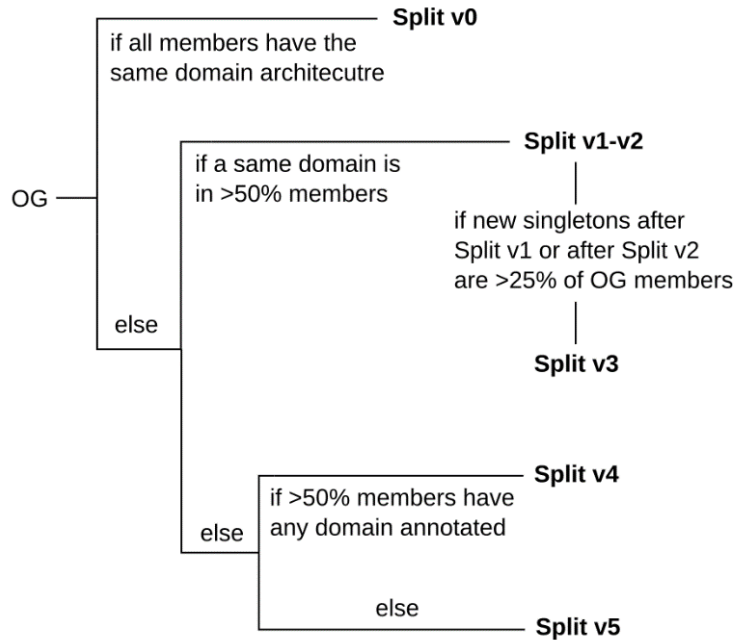 Split v0
if all members have the
same domain architecutre
Split v1-v2
if a same domain is
in >50% members
OG
if new singletons after
Split v1 or after Split v2
are >25% of OG members
else
Split v3
Split v4
if >50% members have
any domain annotated
else
else
Split v5